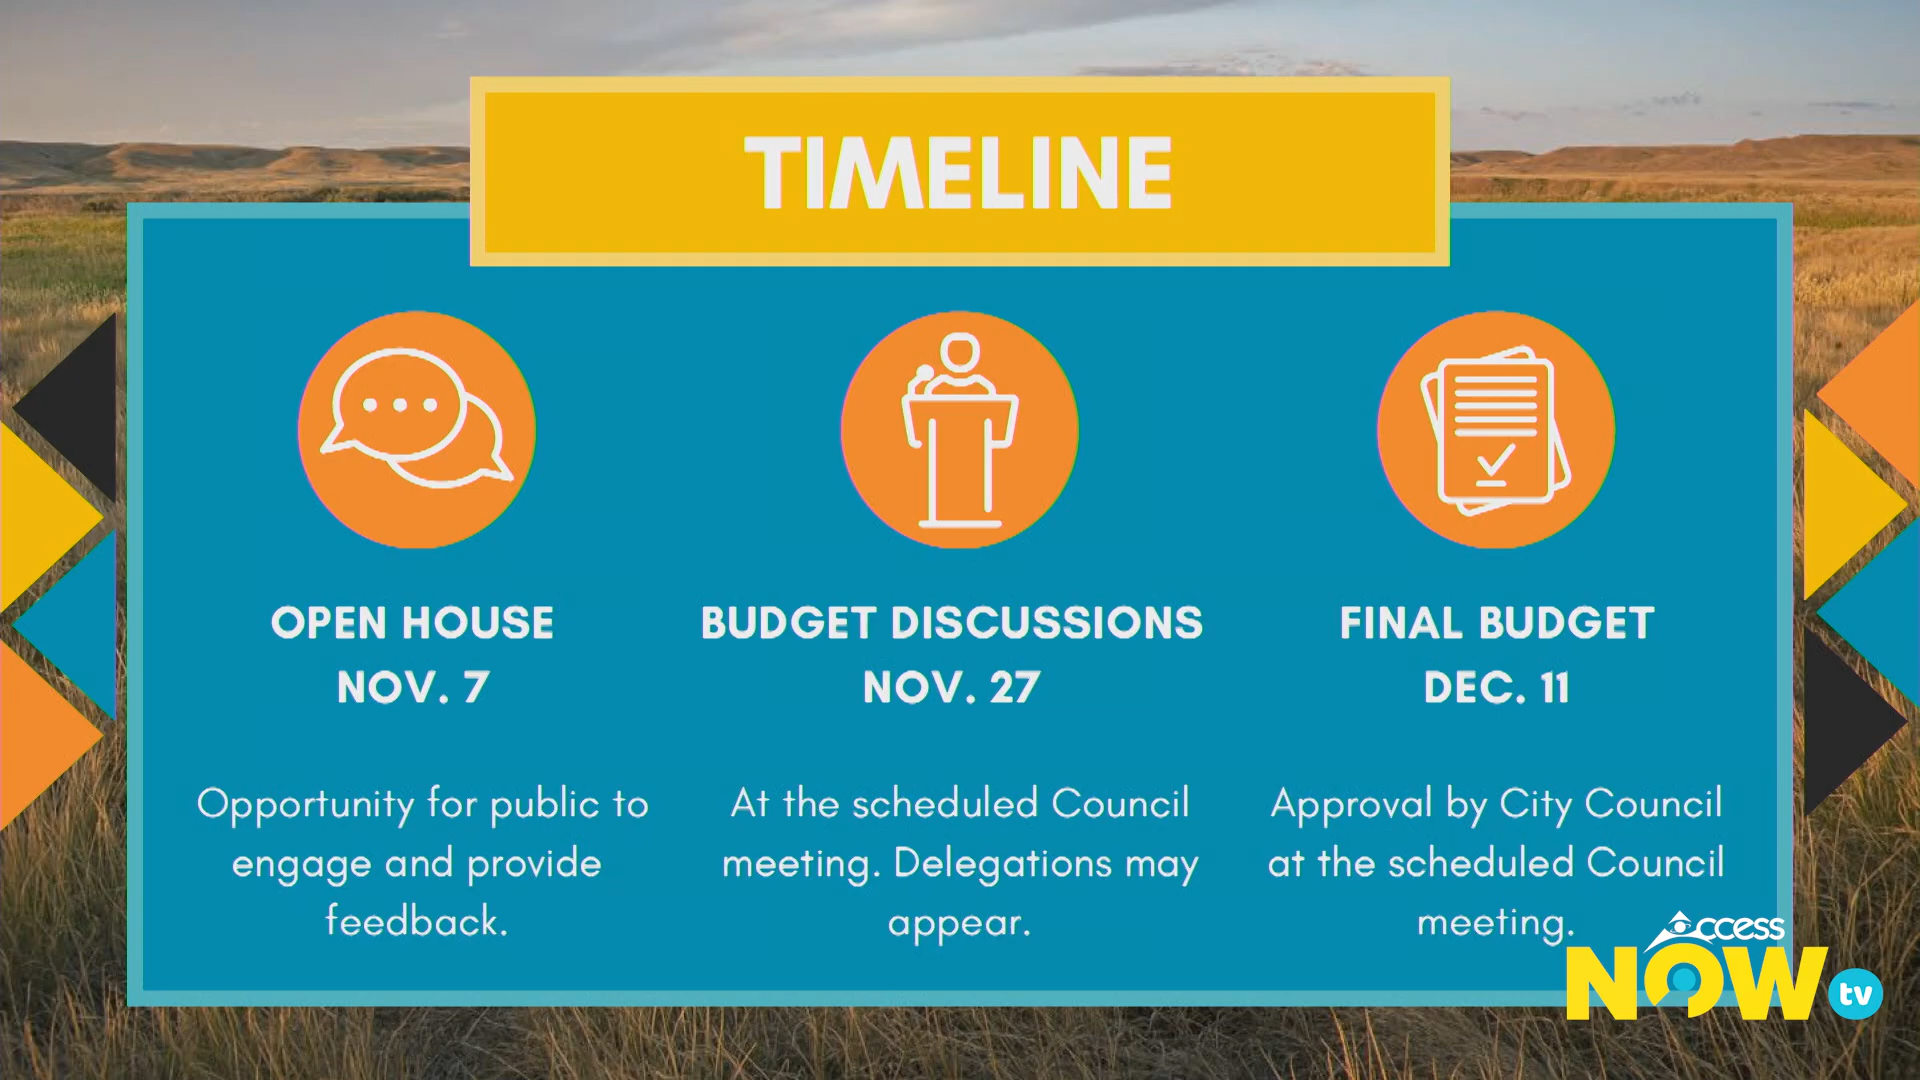 TIMELINE
OPEN HOUSE
NOV. 7
Opportunity for public to
engage and provide
feedback.
BUDGET DISCUSSIONS
NOV. 27
At the scheduled Council
meeting. Delegations may
appear.
FINAL BUDGET
DEC. 11
Approval by City Council
at the scheduled Council
meeting.
Access
NOW
tv